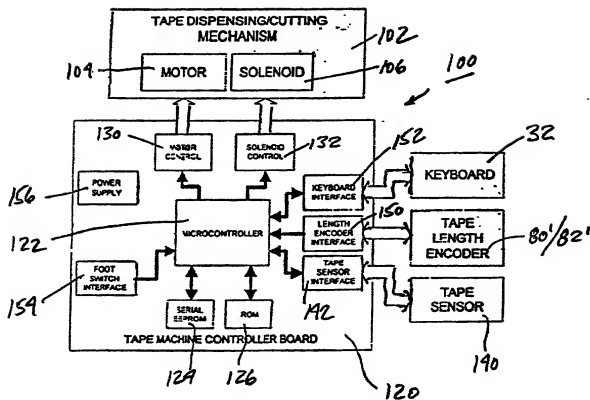 TAPE DISPENSING/CUTTING
MECHANISM
102
104
MOTOR
SOLENOID
106
100
130
MOTOR
CONTROL
SOLENOID
CONTROL
132
152
32
156
POWER
SUPPLY
KEYBOARD
INTERFACE
KEYBOARD
122
MICROCONTROLLER
150
LENGTH
ENCODER
INTERFACE
TAPE
LENGTH
ENCODER
80'/82'
154
FOOT
SWITCH
INTERFACE
TAPE
SENSOR
INTERFACE
142
TAPE
SENSOR
140
SERIAL
EEPROM
ROM
TAPE MACHINE CONTROLLER BOARD
124
126
120